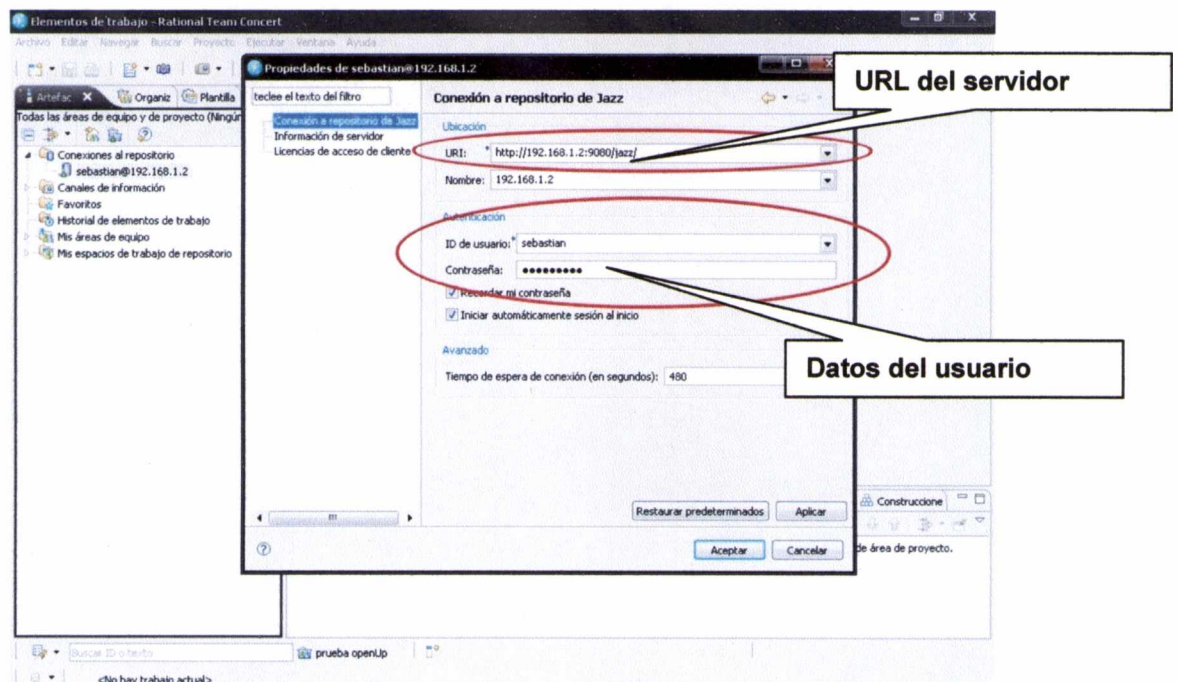 Elementos de trabajo - Rational Team Concert
Archivo Editar Navegar Buscar Proyecto Ejecutar Ventana Ayuda
Propiedades de sebastian@192.168.1.2
URL del servidor
Artefac Organiz Plantilla
teclee el texto del filtro
Conexión a repositorio de Jazz
Todas las áreas de equipo y de proyecto (Ningún
Conexión a repositorio de Jazz
Información de servidor
Licencias de acceso de cliente
Ubicación
URI: * http://192.168.1.2:9080/jazz/
Nombre: 192.168.1.2
Conexiones al repositorio
sebastian@192.168.1.2
Canales de información
Favoritos
Historial de elementos de trabajo
Mis áreas de equipo
Mis espacios de trabajo de repositorio
Autenticación
ID de usuario:* sebastian
Contraseña: •••••••••
Recordar mi contraseña
Iniciar automáticamente sesión al inicio
Avanzado
Tiempo de espera de conexión (en segundos): 480
Datos del usuario
Restaurar predeterminados Aplicar
Construccione
Aceptar Cancelar
de área de proyecto.
Buscar ID o texto
prueba openUp
<No hay trabajo actual>